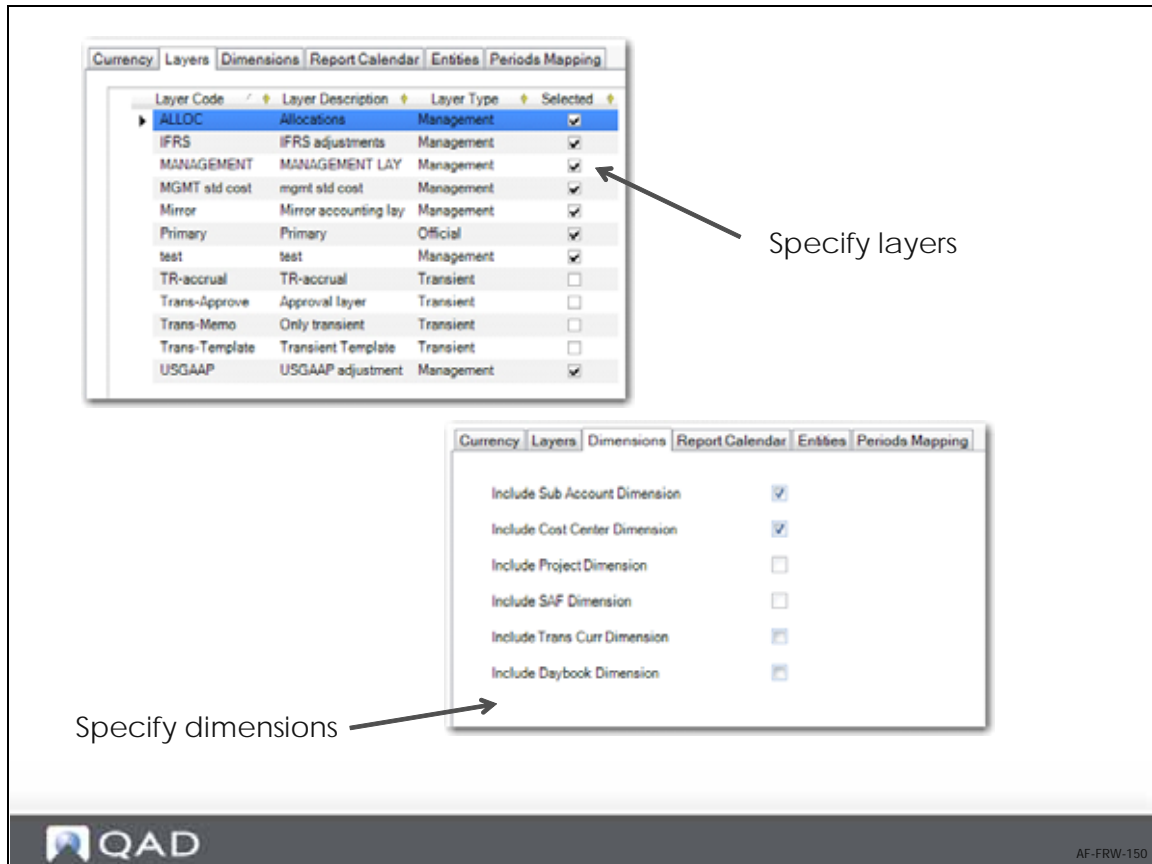 Currency Layers Dimensions Report Calendar Entities Periods Mapping
Layer Code Layer Description Layer Type Selected
ALLOC Allocations Management
IFRS IFRS adjustments Management
MANAGEMENT MANAGEMENT LAY Management
MGMT std cost mgmt std cost Management
Mirror Mirror accounting lay Management
Primary Primary Official
test test Management
TR-accrual TR-accrual Transient
Trans-Approve Approval layer Transient
Trans-Memo Only transient Transient
Trans-Template Transient Template Transient
USGAAP USGAAP adjustment Management
Specify layers
Currency Layers Dimensions Report Calendar Entities Periods Mapping
Include Sub Account Dimension
Include Cost Center Dimension
Include Project Dimension
Include SAF Dimension
Include Trans Curr Dimension
Include Daybook Dimension
Specify dimensions
QAD
AF-FRW-150